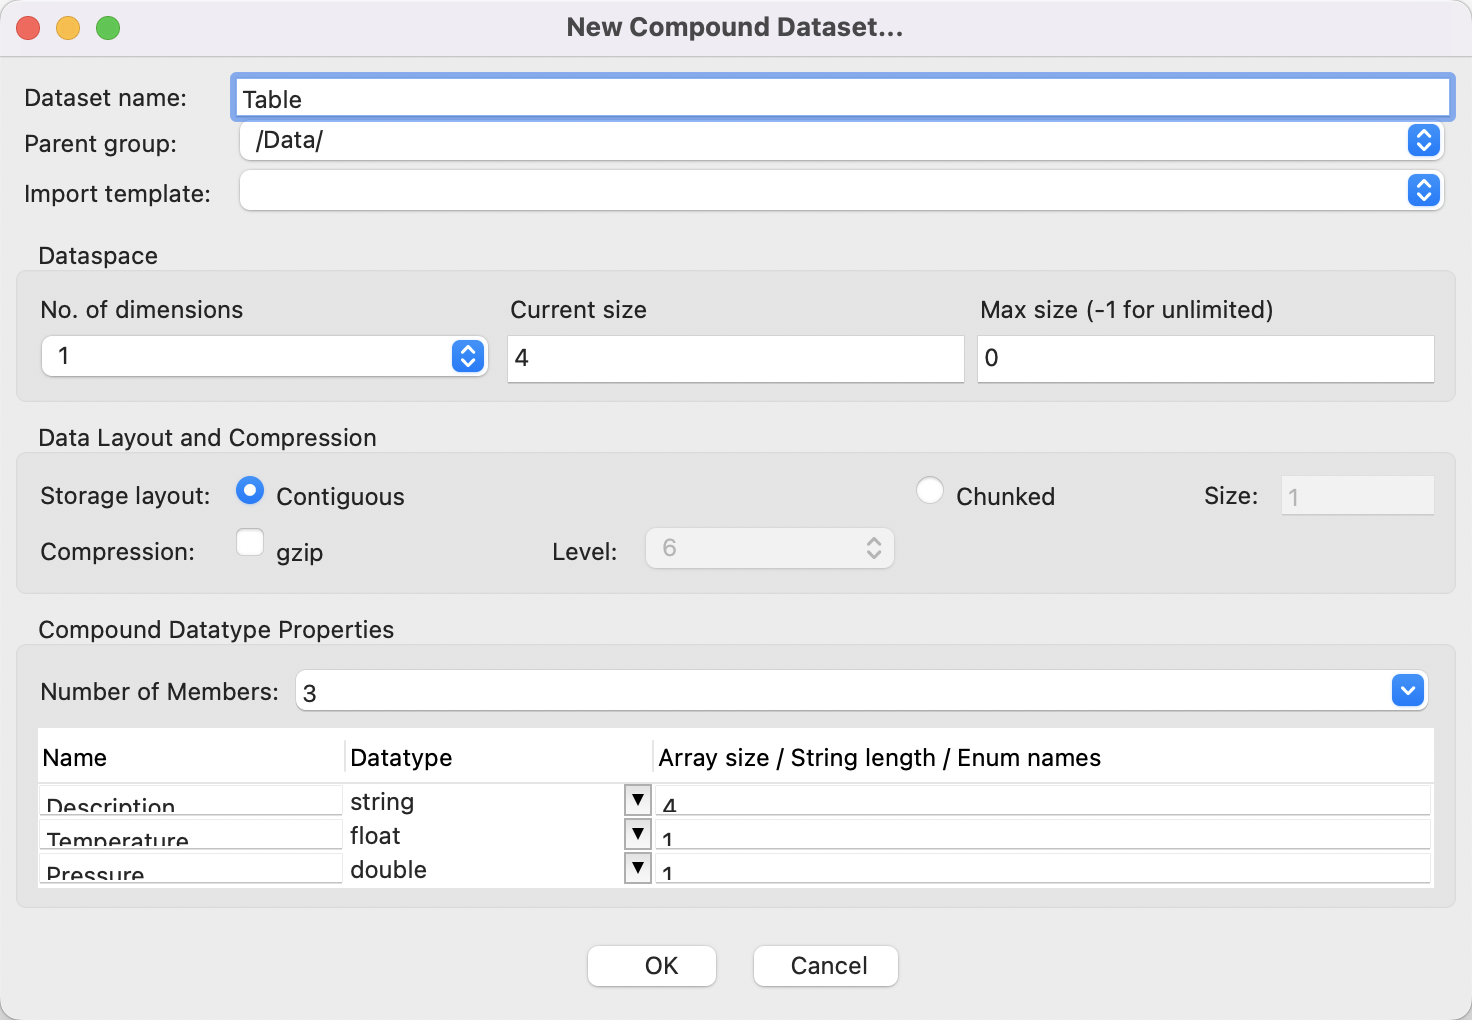 New Compound Dataset...
Dataset name: Table
Parent group: /Data/
Import template:
Dataspace
No. of dimensions Current size Max size (-1 for unlimited)
1 4 0
Data Layout and Compression
Storage layout: Contiguous Chunked Size: 1
Compression: gzip Level: 6
Compound Datatype Properties
Number of Members: 3
Name Datatype Array size / String length / Enum names
Description string 4
Temperature float 1
Pressure double 1
OK Cancel